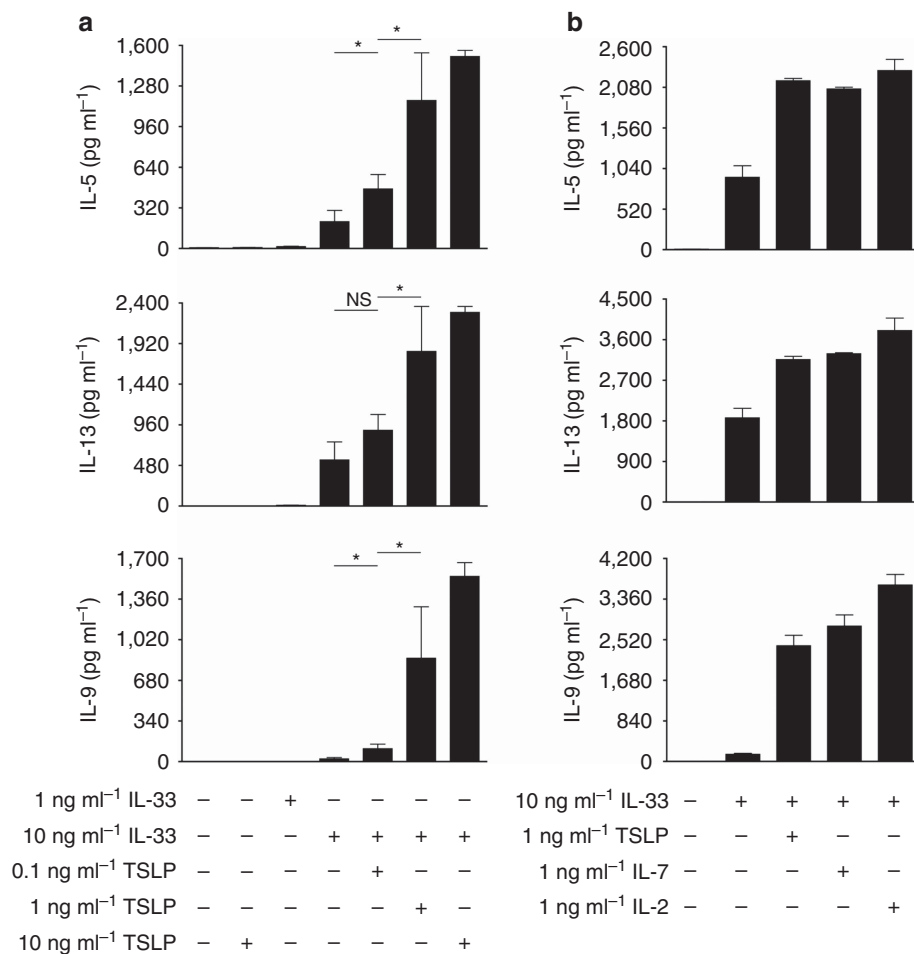 a
* *
1,600
1,280
960
640
320
0
IL-5 (pg ml⁻¹)
NS *
2,400
1,920
1,440
960
480
0
IL-13 (pg ml⁻¹)
* *
1,700
1,360
1,020
680
340
0
IL-9 (pg ml⁻¹)
1 ng ml⁻¹ IL-33 – – + – – – –
10 ng ml⁻¹ IL-33 – – – + + + +
0.1 ng ml⁻¹ TSLP – – – – + – –
1 ng ml⁻¹ TSLP – – – – – + –
10 ng ml⁻¹ TSLP – + – – – – +
b
2,600
2,080
1,560
1,040
520
0
IL-5 (pg ml⁻¹)
4,500
3,600
2,700
1,800
900
0
IL-13 (pg ml⁻¹)
4,200
3,360
2,520
1,680
840
0
IL-9 (pg ml⁻¹)
10 ng ml⁻¹ IL-33 – + + + +
1 ng ml⁻¹ TSLP – – + – –
1 ng ml⁻¹ IL-7 – – – + –
1 ng ml⁻¹ IL-2 – – – – +